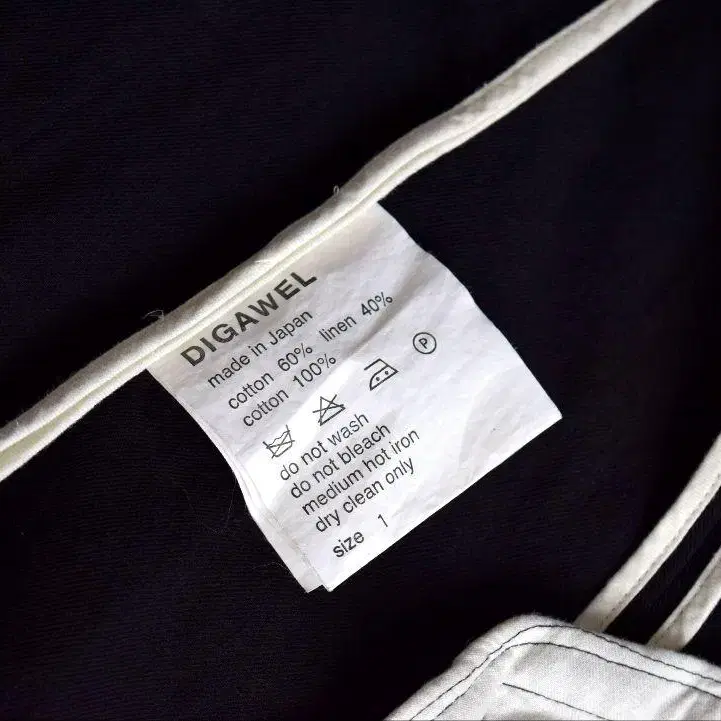 DIGAWEL
made in Japan
cotton 60% linen 40%
cotton 100%
P
do not wash
do not bleach
medium hot iron
dry clean only
size 1